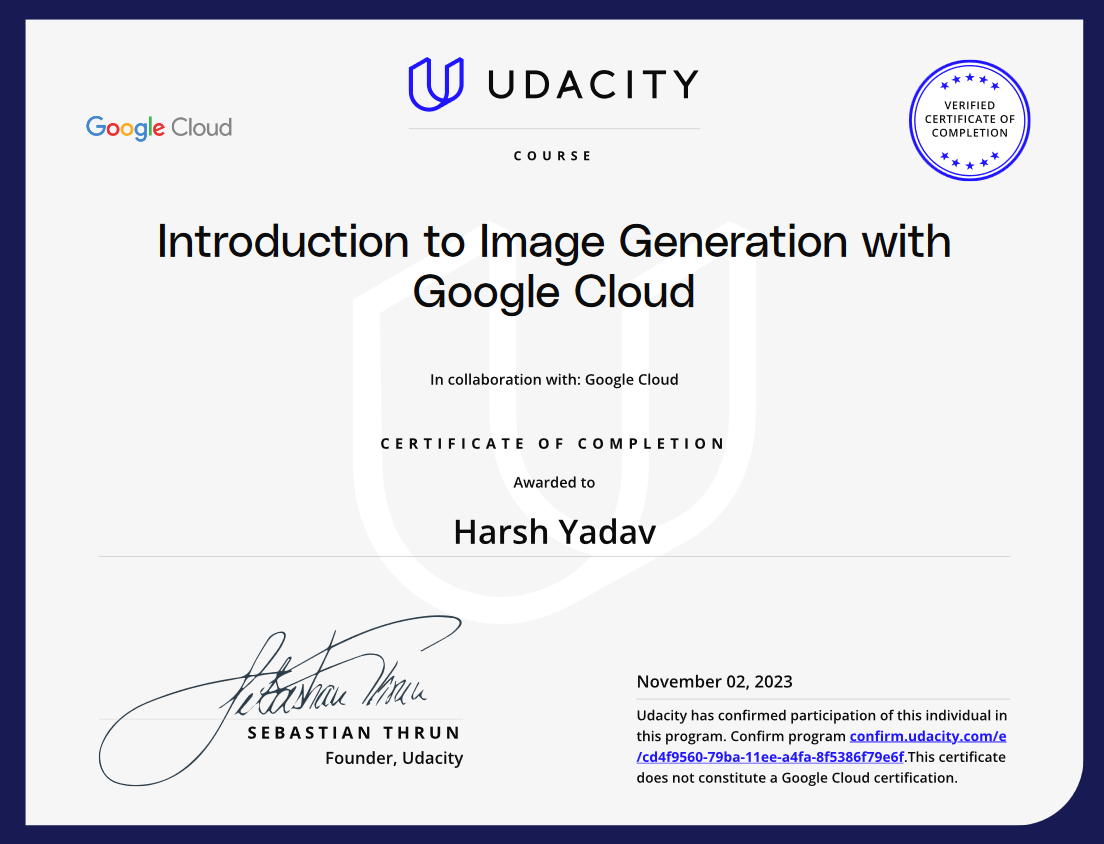 UDACITY
Google Cloud
VERIFIED
CERTIFICATE OF
COMPLETION
COURSE
Introduction to Image Generation with
Google Cloud
In collaboration with: Google Cloud
CERTIFICATE OF COMPLETION
Awarded to
Harsh Yadav
Sebastian Thrun
SEBASTIAN THRUN
Founder, Udacity
November 02, 2023
Udacity has confirmed participation of this individual in
this program. Confirm program confirm.udacity.com/e
/cd4f9560-79ba-11ee-a4fa-8f5386f79e6f.This certificate
does not constitute a Google Cloud certification.